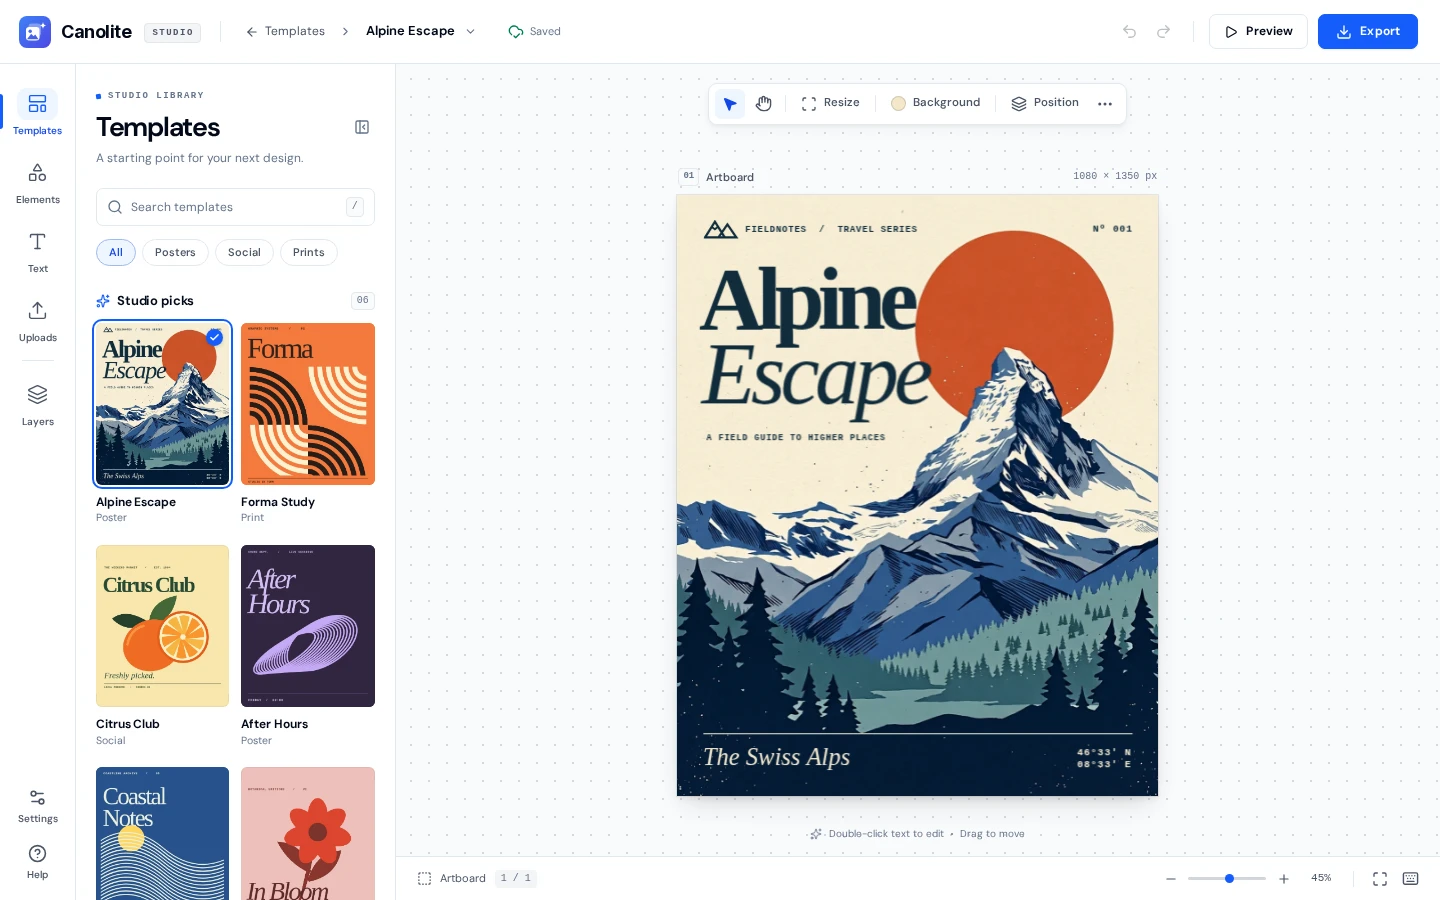 Canolite
STUDIO
Templates
Alpine Escape
Saved
Preview
Export
Templates
Elements
Text
Uploads
Layers
Settings
Help
STUDIO LIBRARY
Templates
A starting point for your next design.
Search templates
/
All
Posters
Social
Prints
Studio picks
06
Alpine
Escape
A FIELD GUIDE TO HIGHER PLACES
The Swiss Alps
Alpine Escape
Poster
Forma
Forma Study
Print
Citrus Club
Freshly picked.
Citrus Club
Social
After
Hours
After Hours
Poster
Coastal
Notes
In Bloom
Resize
Background
Position
01
Artboard
1080 × 1350 px
FIELDNOTES / TRAVEL SERIES
Nº 001
Alpine
Escape
A FIELD GUIDE TO HIGHER PLACES
The Swiss Alps
46°33' N
08°33' E
Double-click text to edit • Drag to move
Artboard
1 / 1
45%